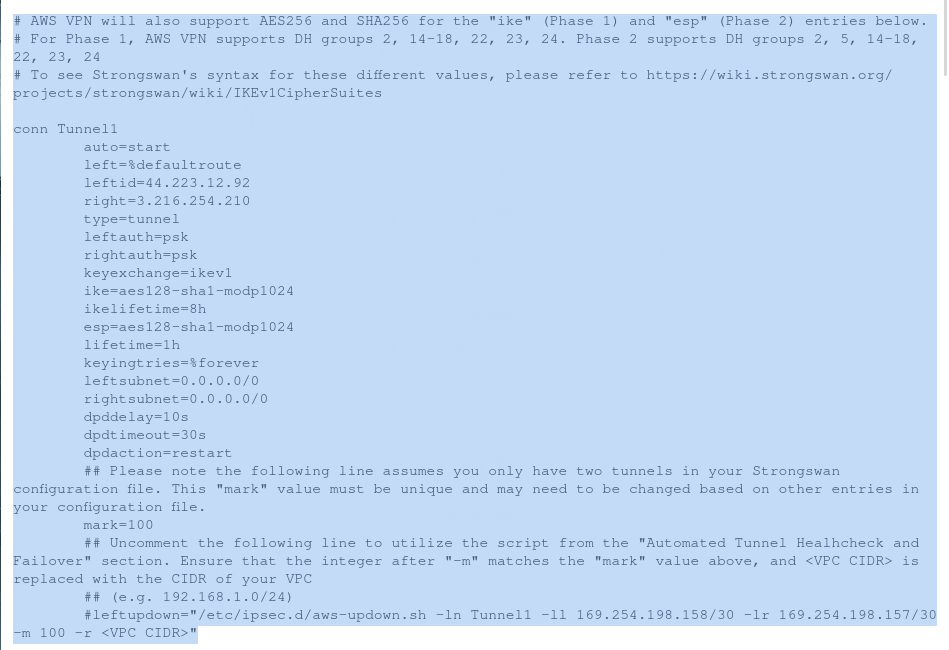 # AWS VPN will also support AES256 and SHA256 for the "ike" (Phase 1) and "esp" (Phase 2) entries below.
# For Phase 1, AWS VPN supports DH groups 2, 14-18, 22, 23, 24. Phase 2 supports DH groups 2, 5, 14-18,
22, 23, 24
# To see Strongswan's syntax for these different values, please refer to https://wiki.strongswan.org/
projects/strongswan/wiki/IKEv1CipherSuites
conn Tunnel1
auto=start
left=%defaultroute
leftid=44.223.12.92
right=3.216.254.210
type=tunnel
leftauth=psk
rightauth=psk
keyexchange=ikev1
ike=aes128-sha1-modp1024
ikelifetime=8h
esp=aes128-sha1-modp1024
lifetime=1h
keyingtries=%forever
leftsubnet=0.0.0.0/0
rightsubnet=0.0.0.0/0
dpddelay=10s
dpdtimeout=30s
dpdaction=restart
## Please note the following line assumes you only have two tunnels in your Strongswan
configuration file. This "mark" value must be unique and may need to be changed based on other entries in
your configuration file.
mark=100
## Uncomment the following line to utilize the script from the "Automated Tunnel Healhcheck and
Failover" section. Ensure that the integer after "-m" matches the "mark" value above, and <VPC CIDR> is
replaced with the CIDR of your VPC
## (e.g. 192.168.1.0/24)
#leftupdown="/etc/ipsec.d/aws-updown.sh -ln Tunnel1 -ll 169.254.198.158/30 -lr 169.254.198.157/30
-m 100 -r <VPC CIDR>"